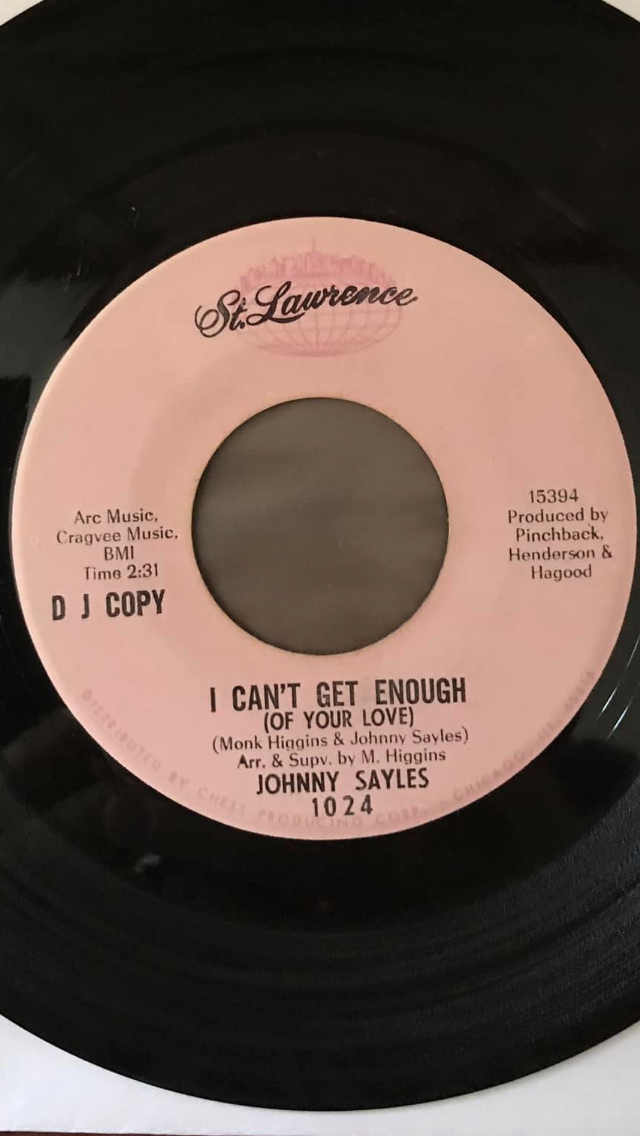 St. Lawrence
Arc Music,
Cragvee Music,
BMI
Time 2:31
D J COPY
15394
Produced by
Pinchback,
Henderson &
Hagood
I CAN'T GET ENOUGH
(OF YOUR LOVE)
(Monk Higgins & Johnny Sayles)
Arr. & Supv. by M. Higgins
JOHNNY SAYLES
1024
DISTRIBUTED BY CHESS PRODUCING CORP. CHICAGO, ILL. 60616